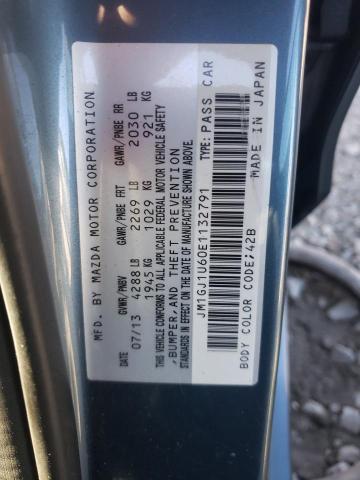 MFD. BY MAZDA MOTOR CORPORATION
DATE GVWR/PNBV GAWR/PNBE FRT GAWR/PNBE RR
07/13 4288 LB 2269 LB 2030 LB
1945 KG 1029 KG 921 KG
THIS VEHICLE CONFORMS TO ALL APPLICABLE FEDERAL MOTOR VEHICLE SAFETY
,BUMPER,AND THEFT PREVENTION
STANDARDS IN EFFECT ON THE DATE OF MANUFACTURE SHOWN ABOVE.
JM1GJ1U60E1132791 TYPE:PASS CAR
BODY COLOR CODE;42B MADE IN JAPAN